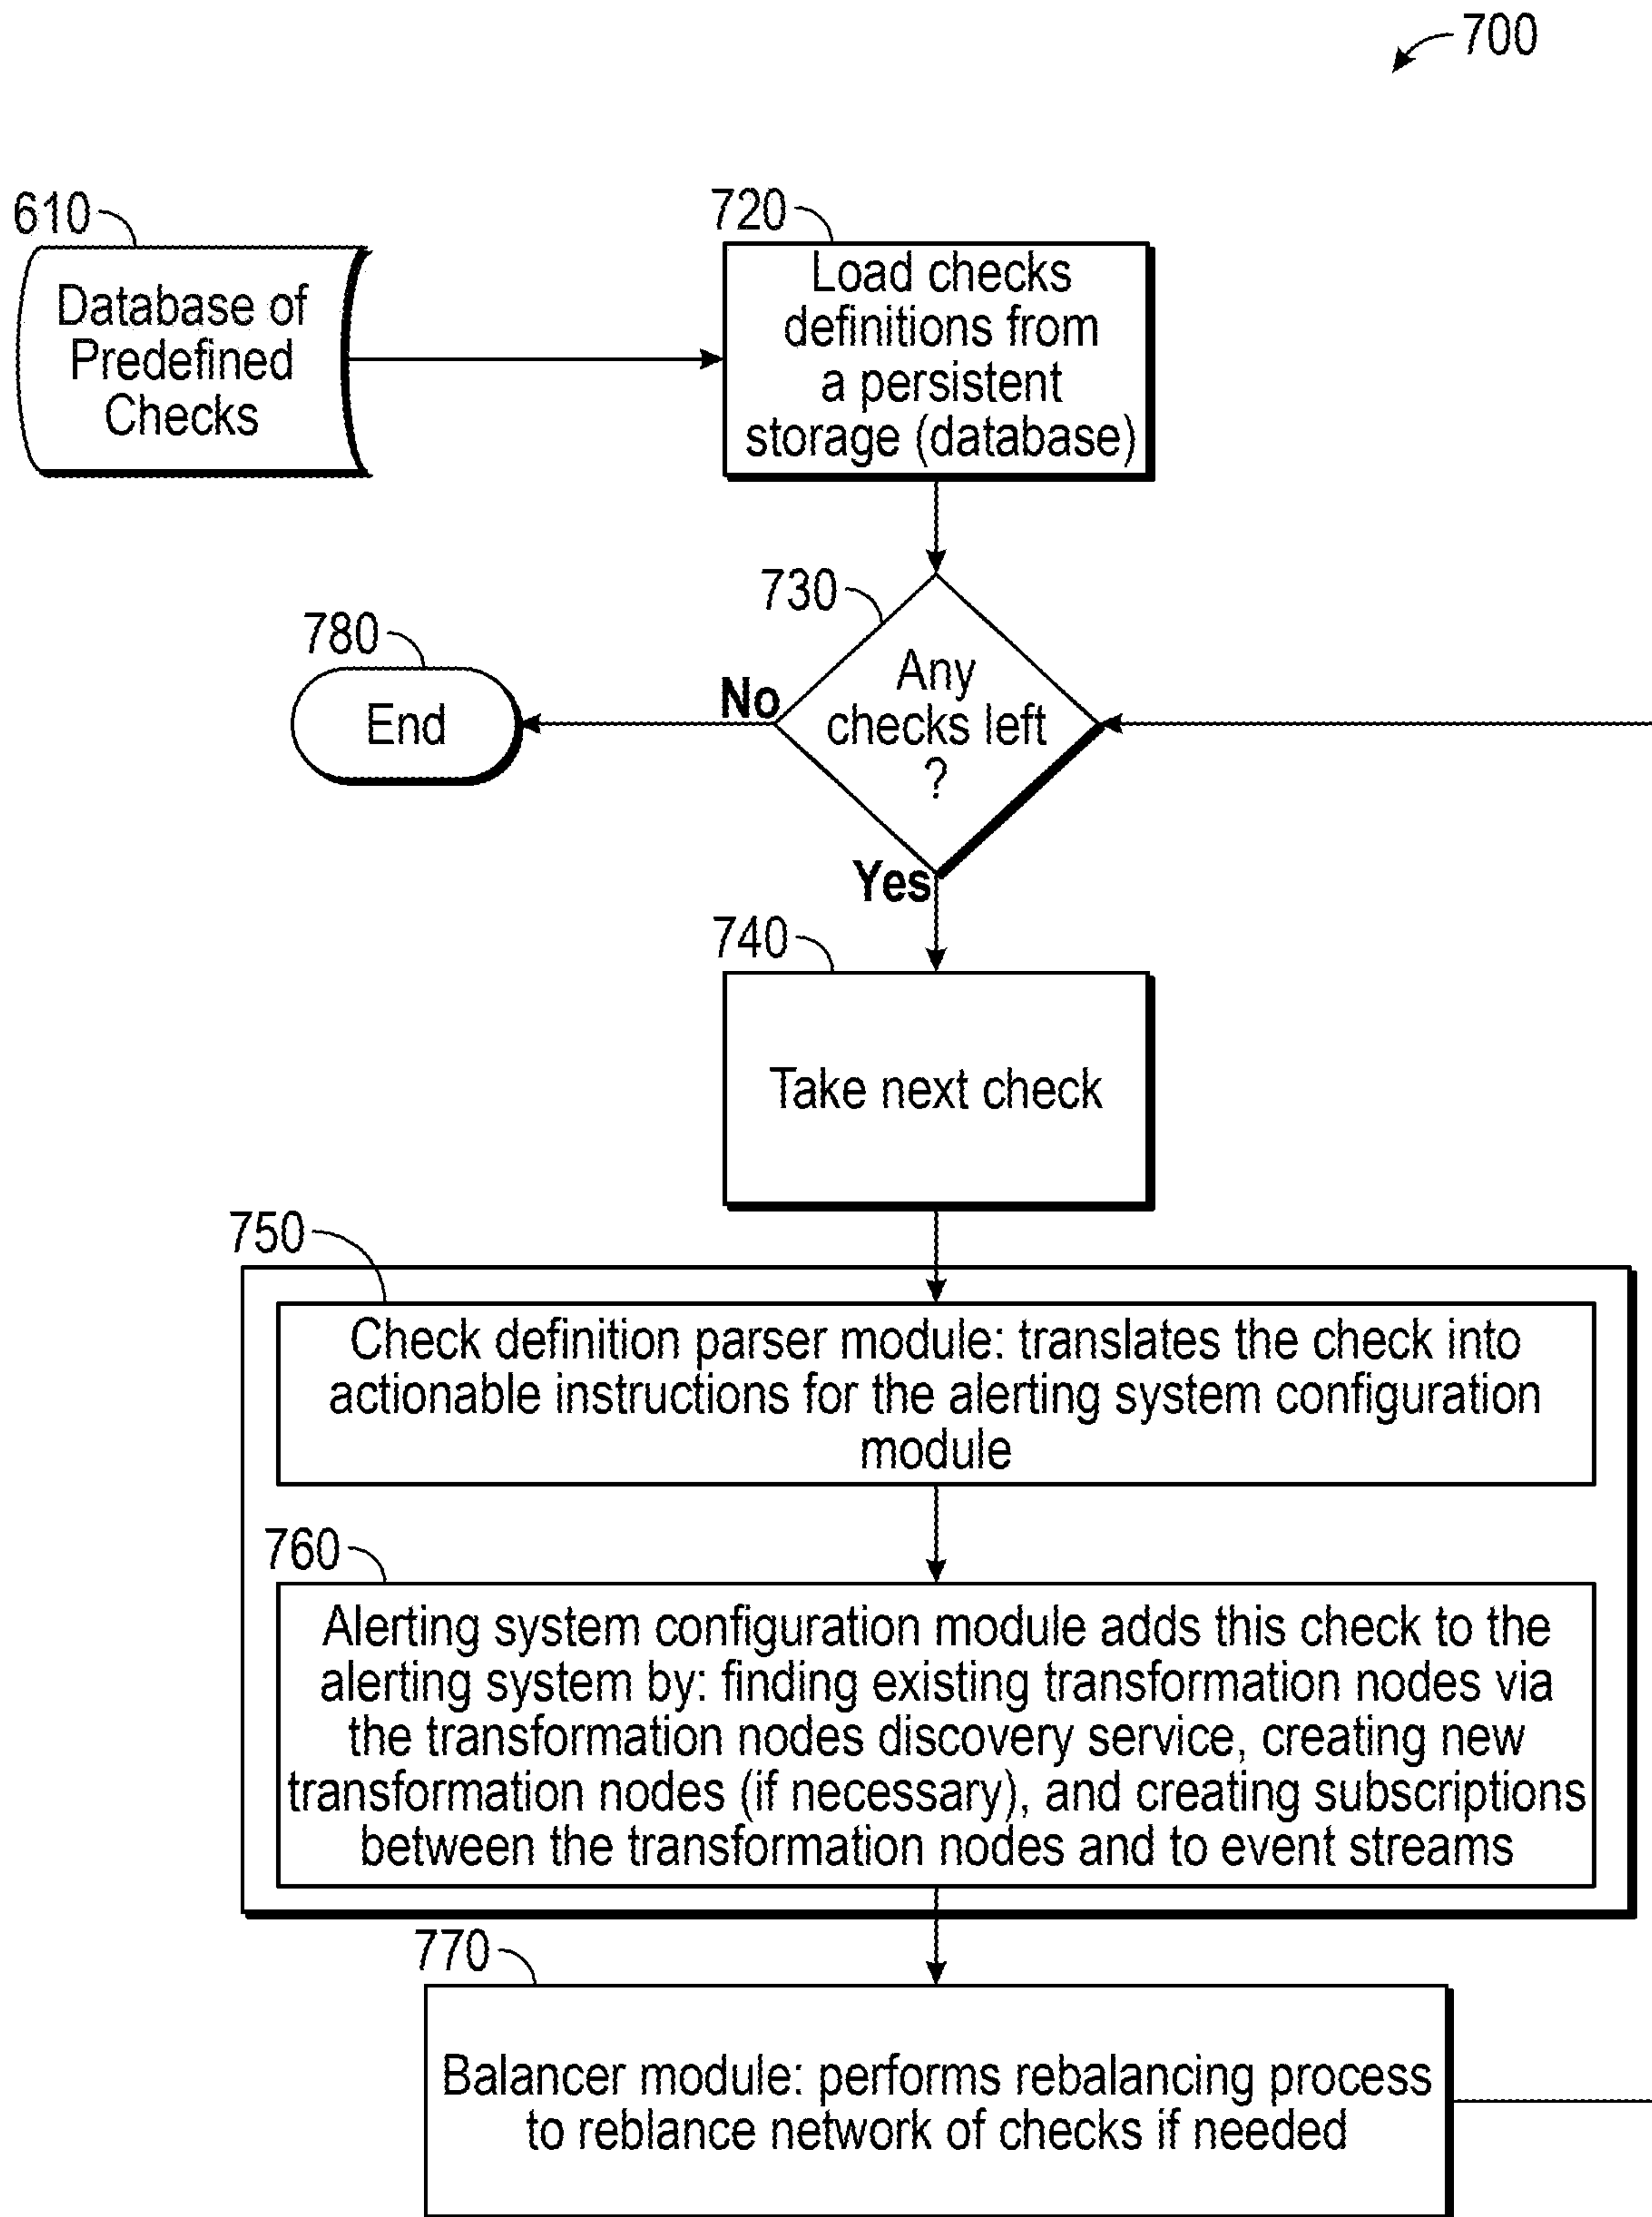 700
610
Database of
Predefined
Checks
720
Load checks
definitions from
a persistent
storage (database)
730
Any
checks left
?
780
End
No
Yes
740
Take next check
750
Check definition parser module: translates the check into
actionable instructions for the alerting system configuration
module
760
Alerting system configuration module adds this check to the
alerting system by: finding existing transformation nodes via
the transformation nodes discovery service, creating new
transformation nodes (if necessary), and creating subscriptions
between the transformation nodes and to event streams
770
Balancer module: performs rebalancing process
to reblance network of checks if needed